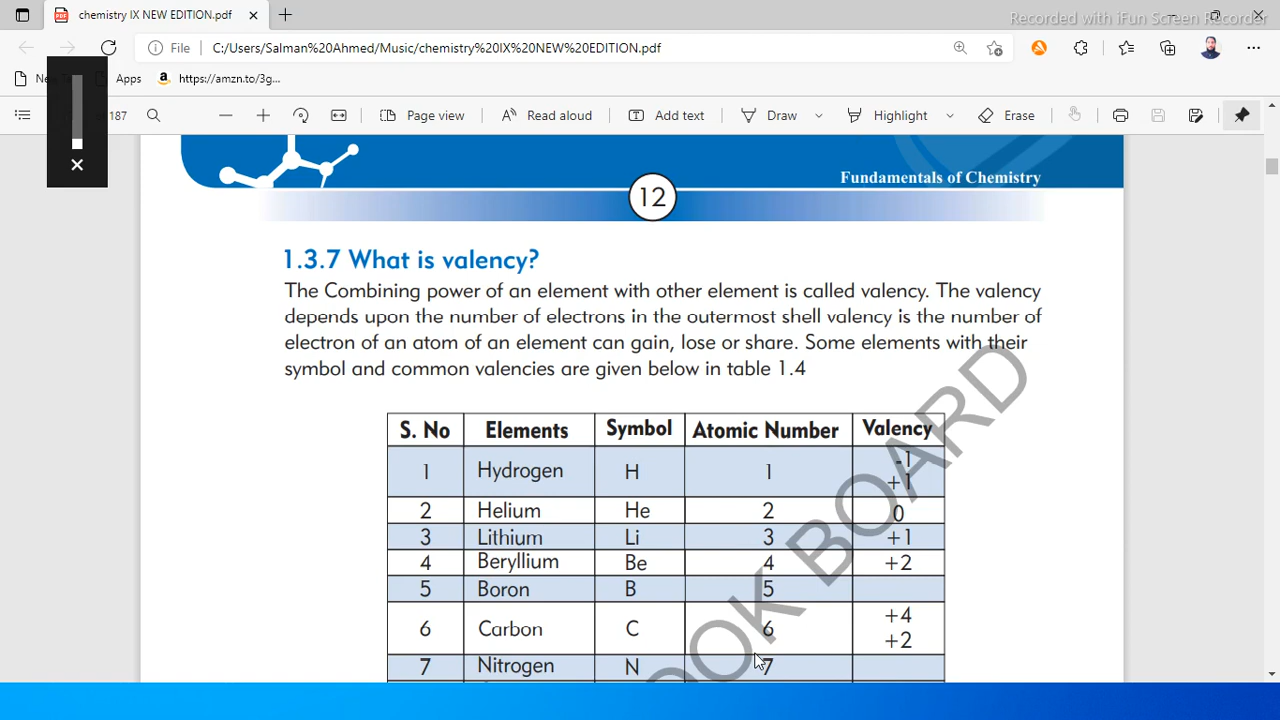 chemistry IX NEW EDITION.pdf
Recorded with iFun Screen Recorder
File C:/Users/Salman%20Ahmed/Music/chemistry%20IX%20NEW%20EDITION.pdf
Apps https://amzn.to/3g...
187 Page view Read aloud Add text Draw Highlight Erase
Fundamentals of Chemistry
12
1.3.7 What is valency?
The Combining power of an element with other element is called valency. The valency
depends upon the number of electrons in the outermost shell valency is the number of
electron of an atom of an element can gain, lose or share. Some elements with their
symbol and common valencies are given below in table 1.4
S. No Elements Symbol Atomic Number Valency
1 Hydrogen H 1 -1
+1
2 Helium He 2 0
3 Lithium Li 3 +1
4 Beryllium Be 4 +2
5 Boron B 5
6 Carbon C 6 +4
+2
7 Nitrogen N 7
OOK BOARD